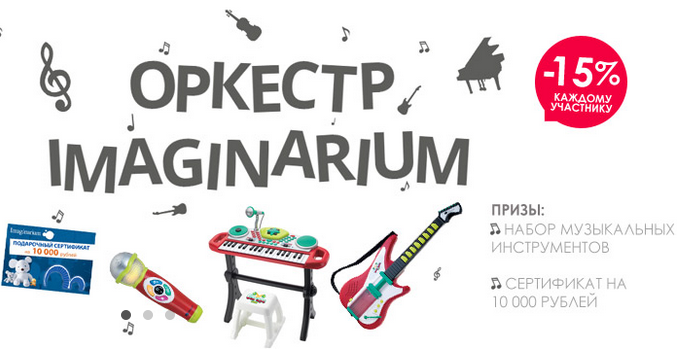 ОРКЕСТР
IMAGINARIUM
-15%
КАЖДОМУ
УЧАСТНИКУ
ПРИЗЫ:
НАБОР МУЗЫКАЛЬНЫХ
ИНСТРУМЕНТОВ
СЕРТИФИКАТ НА
10 000 РУБЛЕЙ
Imaginarium
ПОДАРОЧНЫЙ СЕРТИФИКАТ
на 10 000 рублей